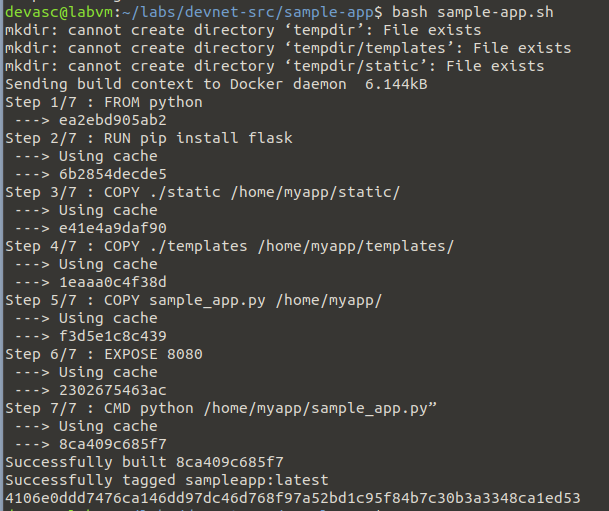 devasc@labvm:~/labs/devnet-src/sample-app$ bash sample-app.sh
mkdir: cannot create directory ‘tempdir’: File exists
mkdir: cannot create directory ‘tempdir/templates’: File exists
mkdir: cannot create directory ‘tempdir/static’: File exists
Sending build context to Docker daemon  6.144kB
Step 1/7 : FROM python
 ---> ea2ebd905ab2
Step 2/7 : RUN pip install flask
 ---> Using cache
 ---> 6b2854decde5
Step 3/7 : COPY ./static /home/myapp/static/
 ---> Using cache
 ---> e41e4a9daf90
Step 4/7 : COPY ./templates /home/myapp/templates/
 ---> Using cache
 ---> 1eaaa0c4f38d
Step 5/7 : COPY sample_app.py /home/myapp/
 ---> Using cache
 ---> f3d5e1c8c439
Step 6/7 : EXPOSE 8080
 ---> Using cache
 ---> 2302675463ac
Step 7/7 : CMD python /home/myapp/sample_app.py”
 ---> Using cache
 ---> 8ca409c685f7
Successfully built 8ca409c685f7
Successfully tagged sampleapp:latest
4106e0ddd7476ca146dd97dc46d768f97a52bd1c95f84b7c30b3a3348ca1ed53